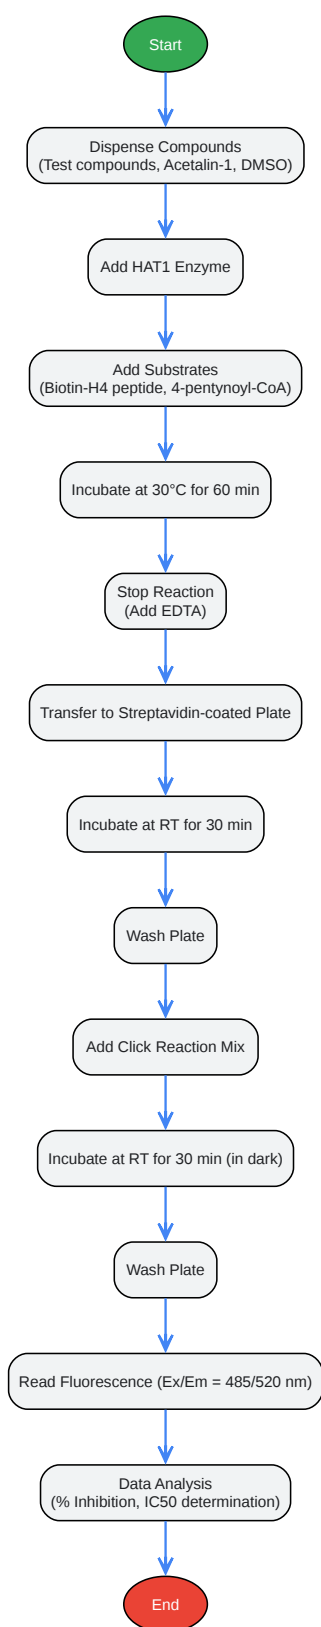 Start
Dispense Compounds
(Test compounds, Acetalin-1, DMSO)
Add HAT1 Enzyme
Add Substrates
(Biotin-H4 peptide, 4-pentynoyl-CoA)
Incubate at 30°C for 60 min
Stop Reaction
(Add EDTA)
Transfer to Streptavidin-coated Plate
Incubate at RT for 30 min
Wash Plate
Add Click Reaction Mix
Incubate at RT for 30 min (in dark)
Wash Plate
Read Fluorescence (Ex/Em = 485/520 nm)
Data Analysis
(% Inhibition, IC50 determination)
End